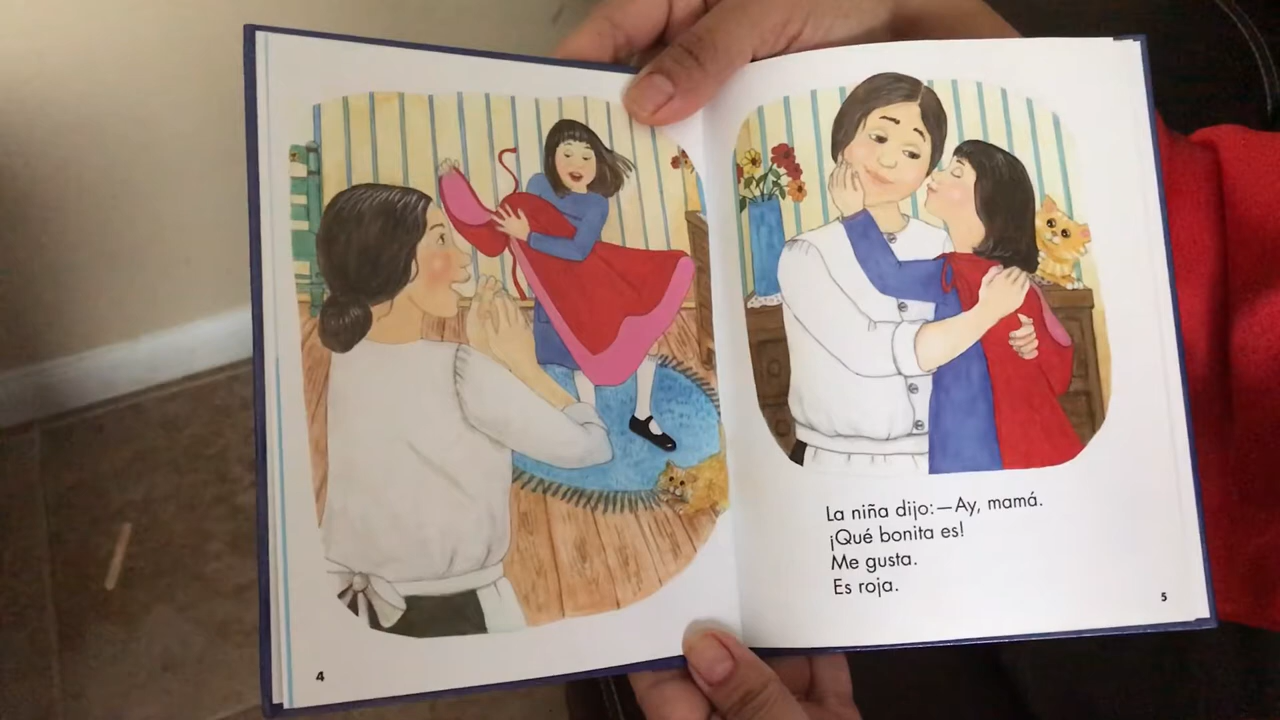 4
La niña dijo:—Ay, mamá.
¡Qué bonita es!
Me gusta.
Es roja.
5